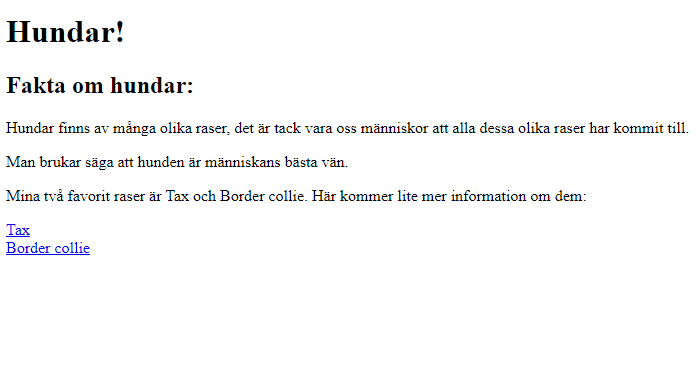 Hundar!
Fakta om hundar:
Hundar finns av många olika raser, det är tack vara oss människor att alla dessa olika raser har kommit till.
Man brukar säga att hunden är människans bästa vän.
Mina två favorit raser är Tax och Border collie. Här kommer lite mer information om dem:
Tax
Border collie